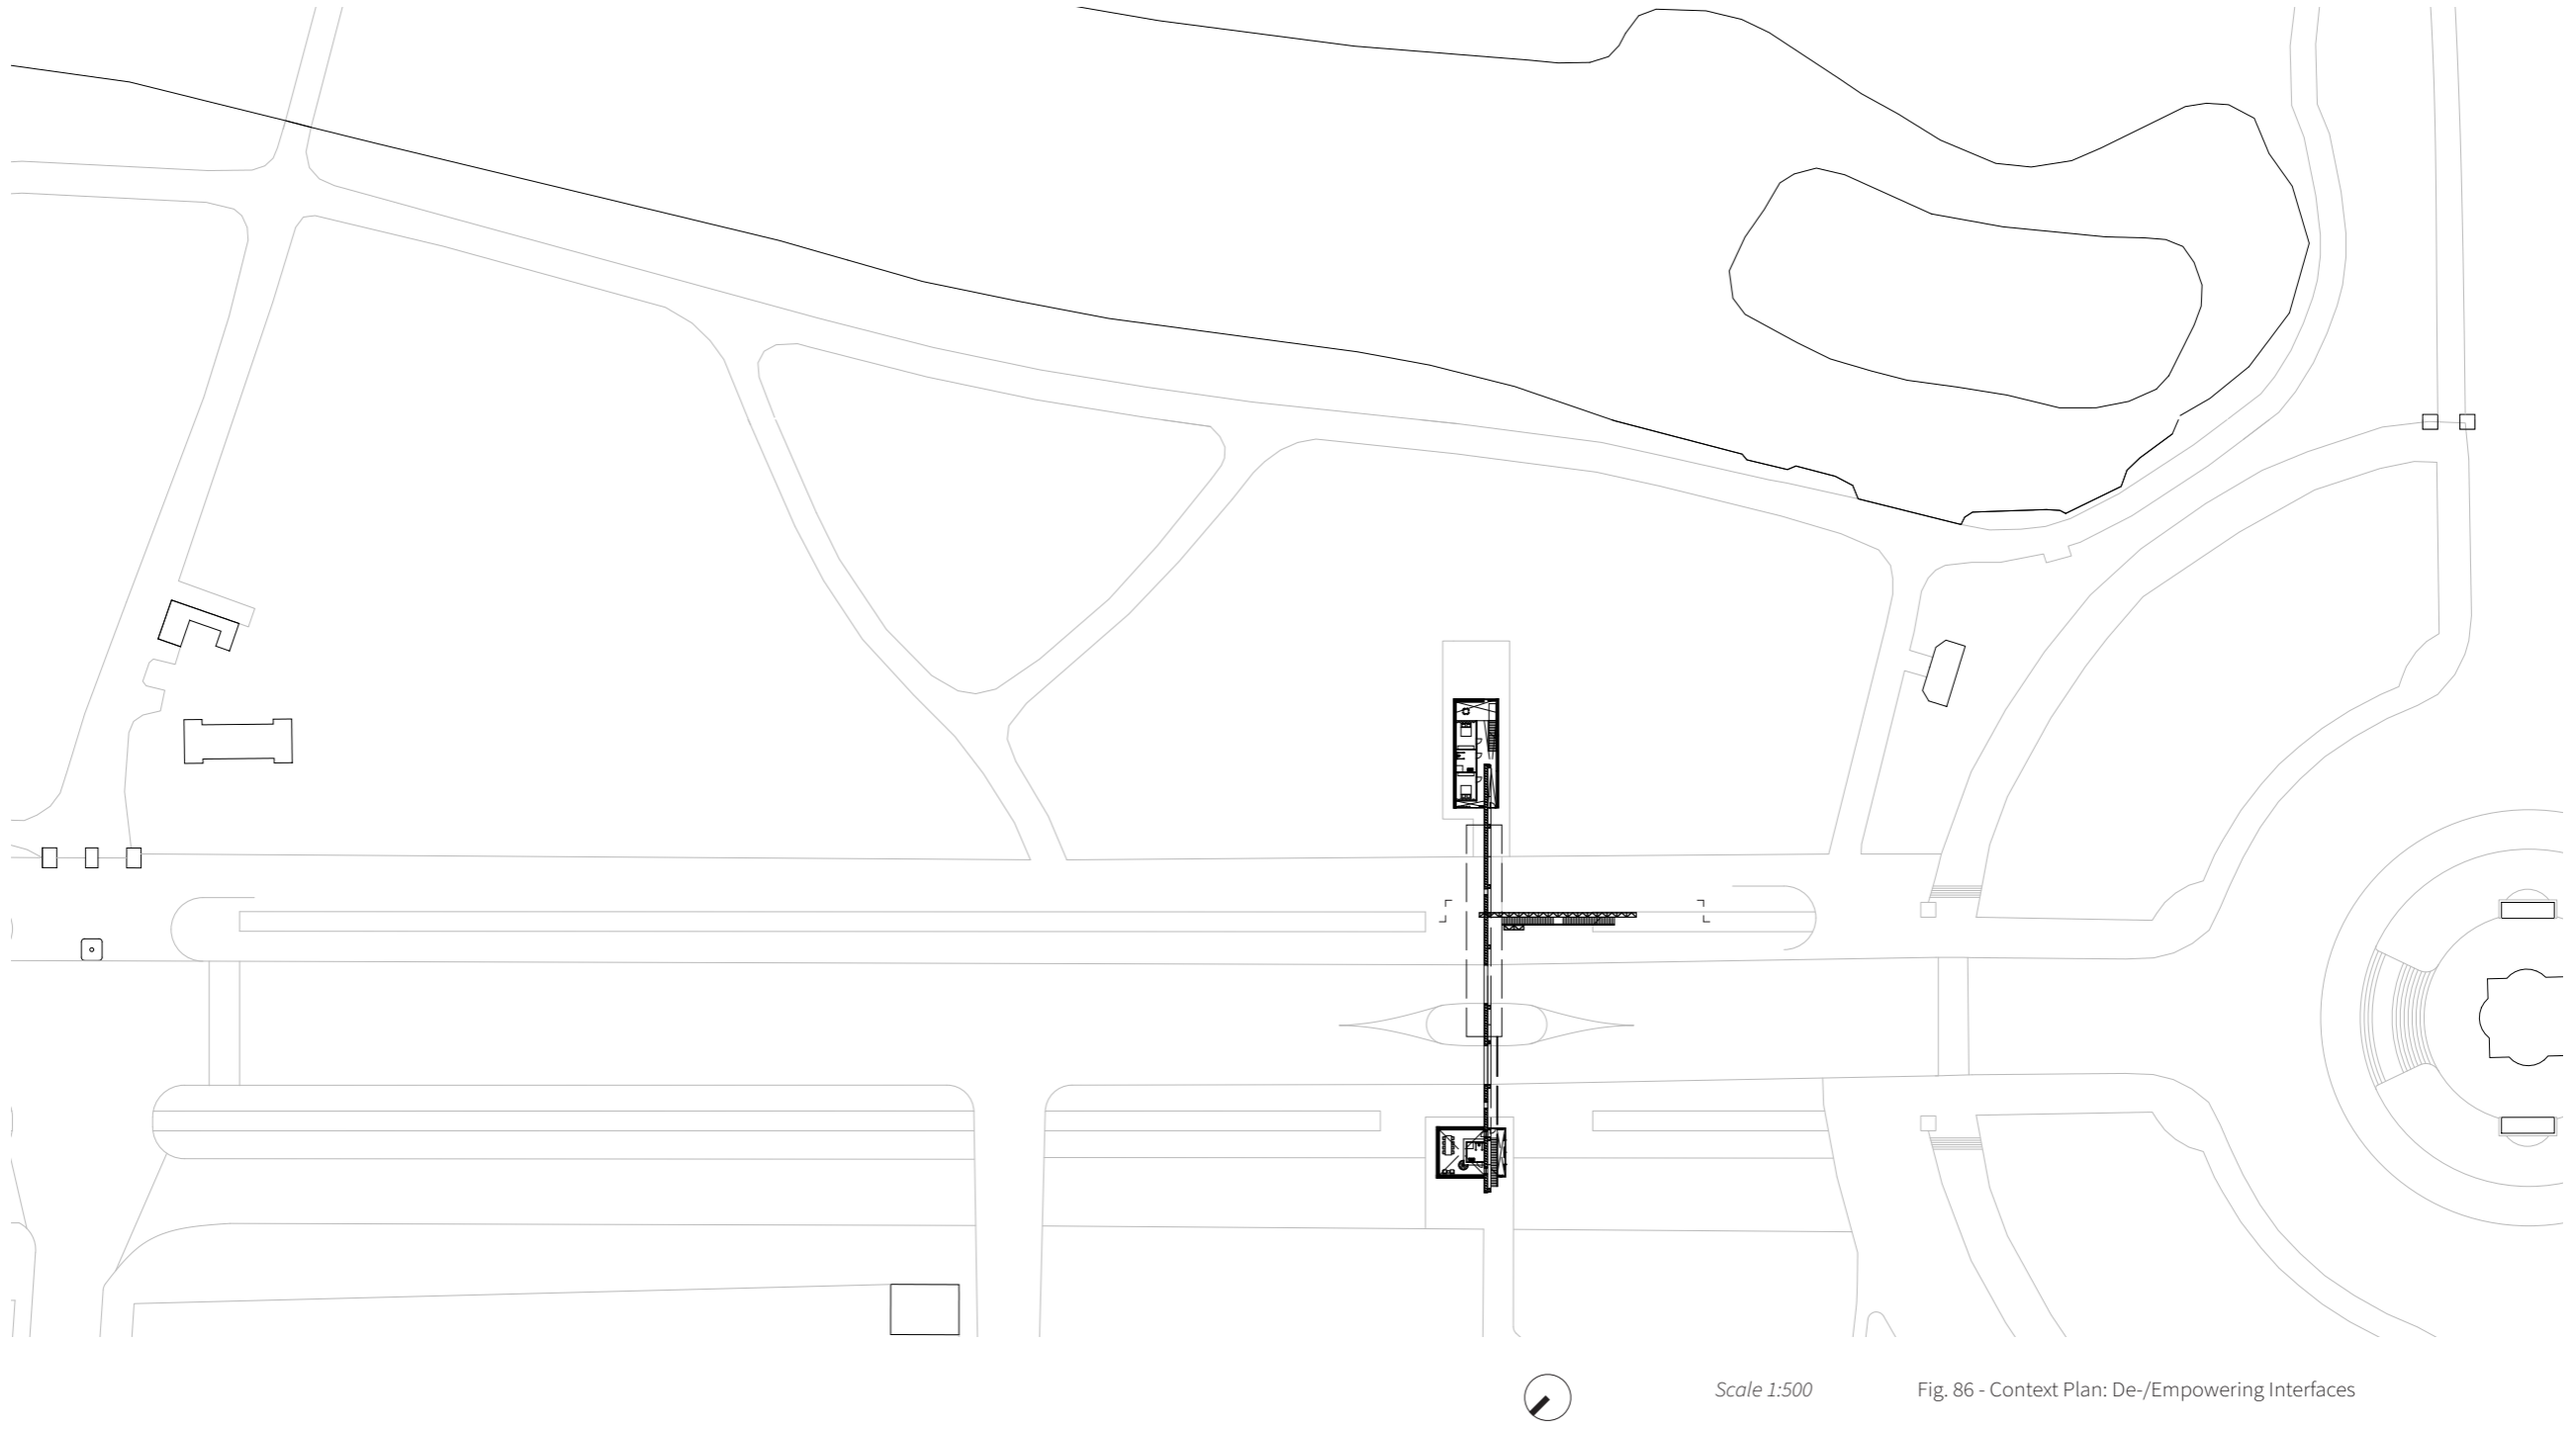 Scale 1:500
Fig. 86 - Context Plan: De-/Empowering Interfaces